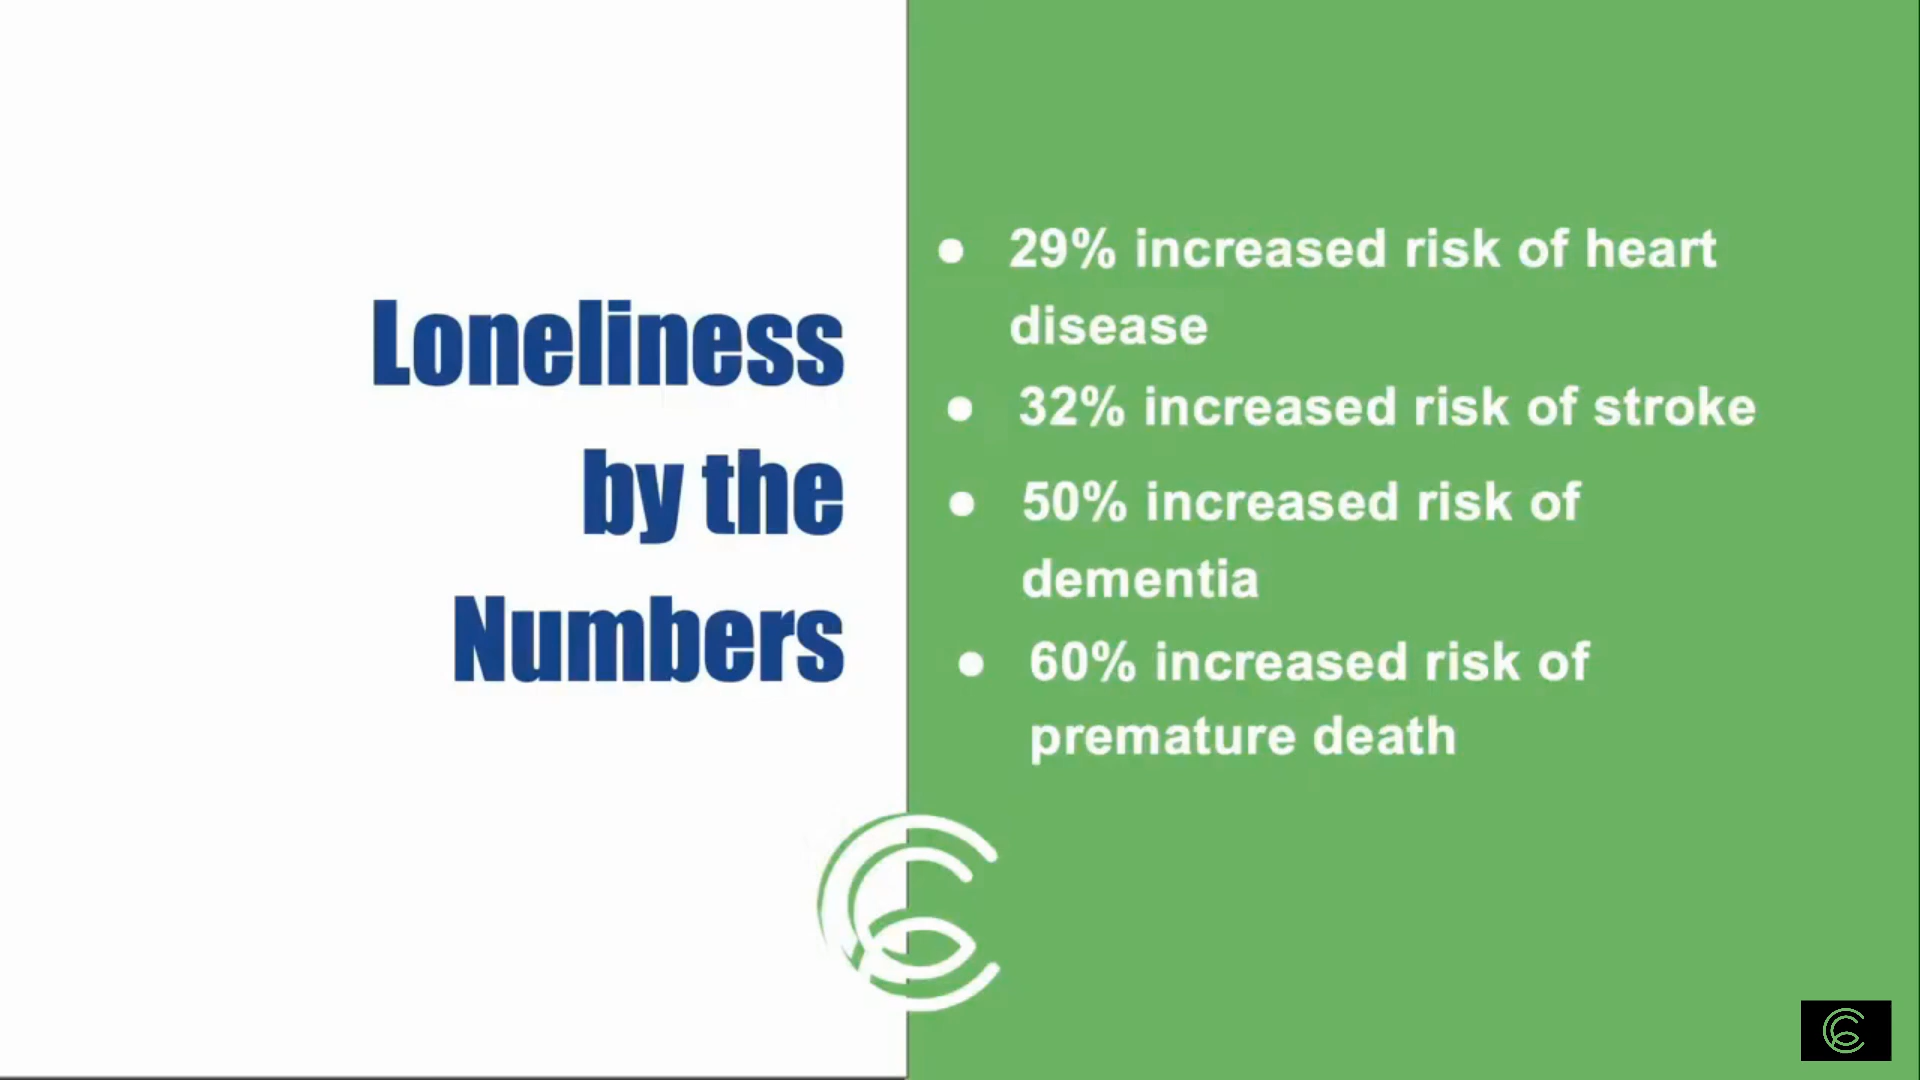 Loneliness
by the
Numbers
● 29% increased risk of heart
disease
● 32% increased risk of stroke
● 50% increased risk of
dementia
● 60% increased risk of
premature death